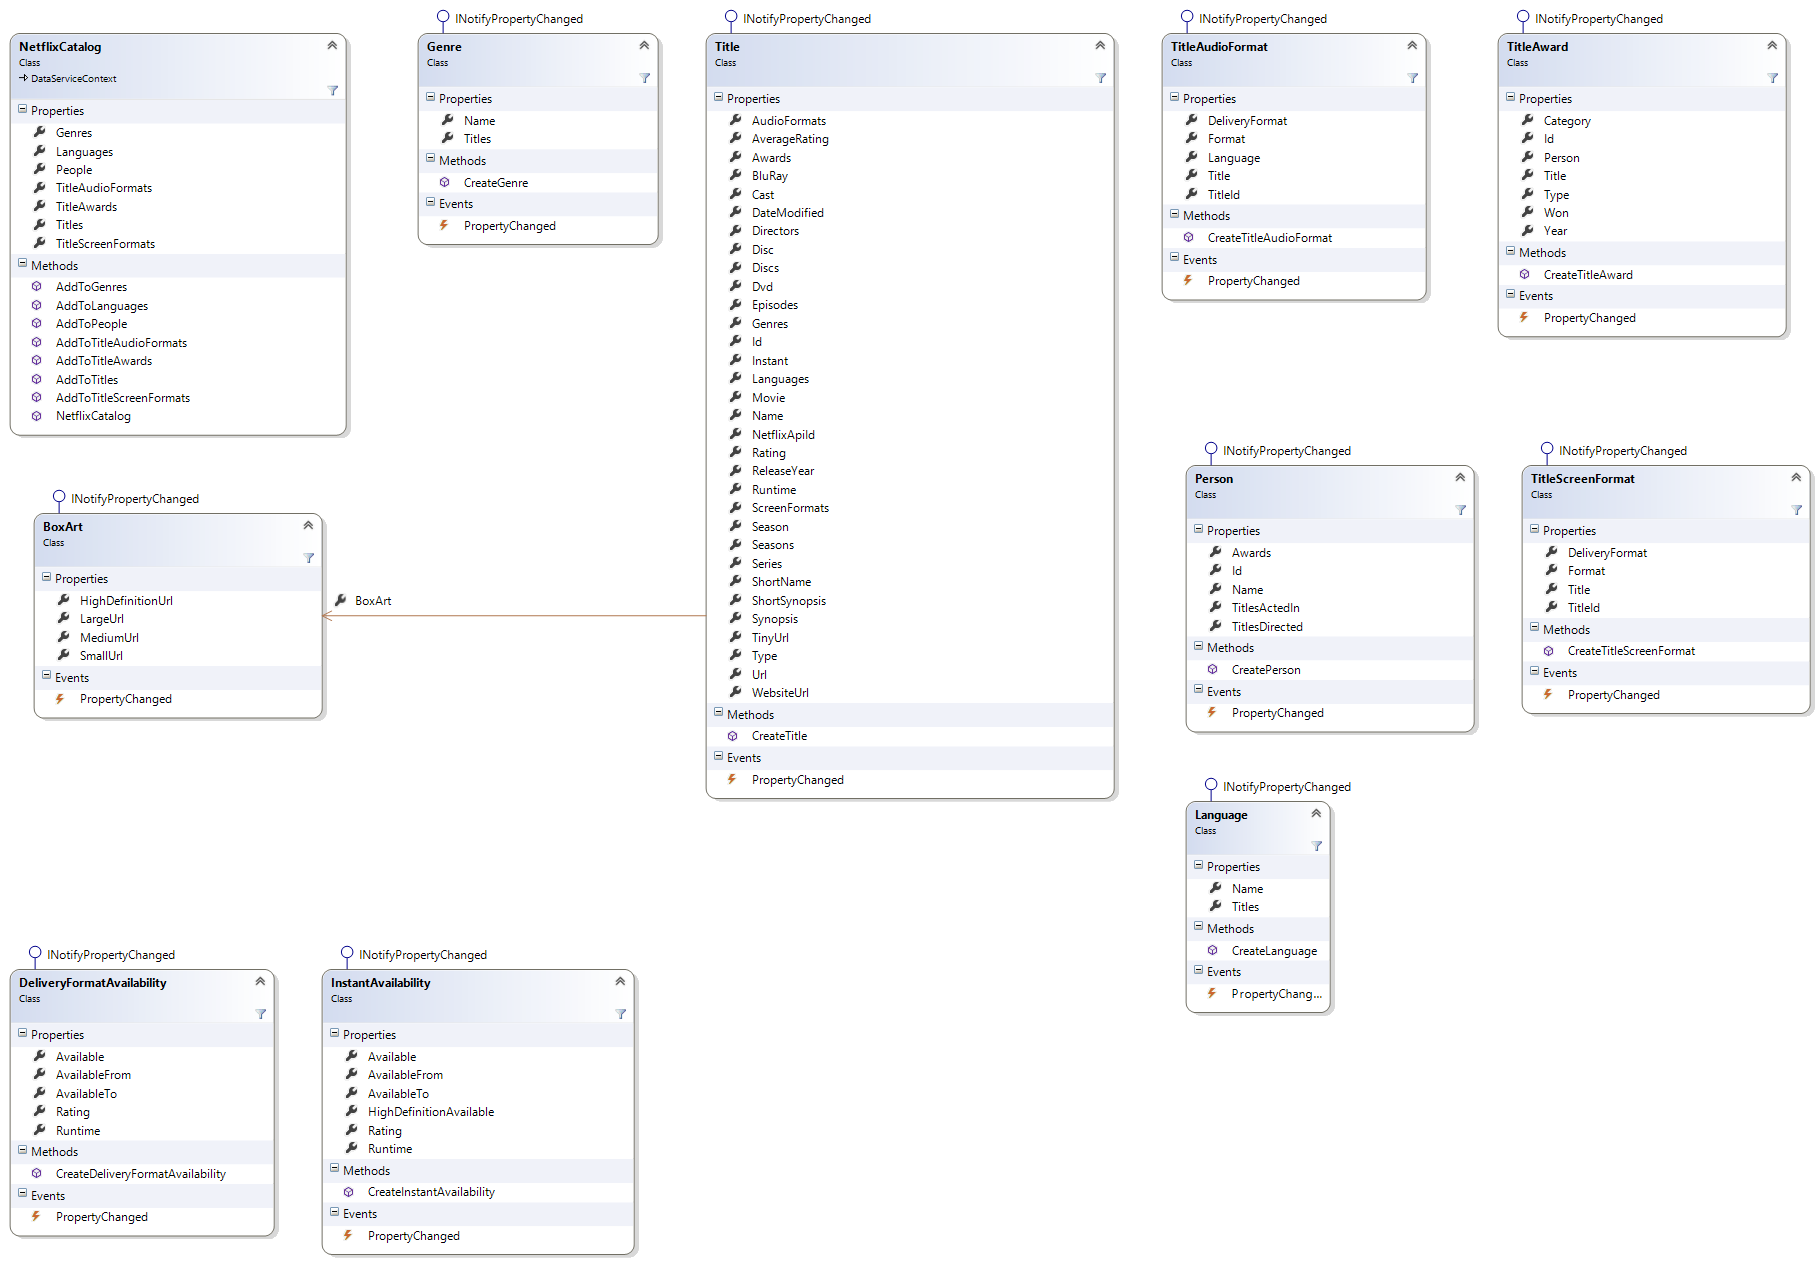 NetflixCatalog
Class
DataServiceContext
Properties
Genres
Languages
People
TitleAudioFormats
TitleAwards
Titles
TitleScreenFormats
Methods
AddToGenres
AddToLanguages
AddToPeople
AddToTitleAudioFormats
AddToTitleAwards
AddToTitles
AddToTitleScreenFormats
NetflixCatalog
INotifyPropertyChanged
Genre
Class
Properties
Name
Titles
Methods
CreateGenre
Events
PropertyChanged
INotifyPropertyChanged
Title
Class
Properties
AudioFormats
AverageRating
Awards
BluRay
Cast
DateModified
Directors
Disc
Discs
Dvd
Episodes
Genres
Id
Instant
Languages
Movie
Name
NetflixApiId
Rating
ReleaseYear
Runtime
ScreenFormats
Season
Seasons
Series
ShortName
ShortSynopsis
Synopsis
TinyUrl
Type
Url
WebsiteUrl
Methods
CreateTitle
Events
PropertyChanged
INotifyPropertyChanged
TitleAudioFormat
Class
Properties
DeliveryFormat
Format
Language
Title
TitleId
Methods
CreateTitleAudioFormat
Events
PropertyChanged
INotifyPropertyChanged
TitleAward
Class
Properties
Category
Id
Person
Title
Type
Won
Year
Methods
CreateTitleAward
Events
PropertyChanged
INotifyPropertyChanged
BoxArt
Class
Properties
HighDefinitionUrl
LargeUrl
MediumUrl
SmallUrl
Events
PropertyChanged
BoxArt
INotifyPropertyChanged
Person
Class
Properties
Awards
Id
Name
TitlesActedIn
TitlesDirected
Methods
CreatePerson
Events
PropertyChanged
INotifyPropertyChanged
TitleScreenFormat
Class
Properties
DeliveryFormat
Format
Title
TitleId
Methods
CreateTitleScreenFormat
Events
PropertyChanged
INotifyPropertyChanged
Language
Class
Properties
Name
Titles
Methods
CreateLanguage
Events
PropertyChang...
INotifyPropertyChanged
DeliveryFormatAvailability
Class
Properties
Available
AvailableFrom
AvailableTo
Rating
Runtime
Methods
CreateDeliveryFormatAvailability
Events
PropertyChanged
INotifyPropertyChanged
InstantAvailability
Class
Properties
Available
AvailableFrom
AvailableTo
HighDefinitionAvailable
Rating
Runtime
Methods
CreateInstantAvailability
Events
PropertyChanged